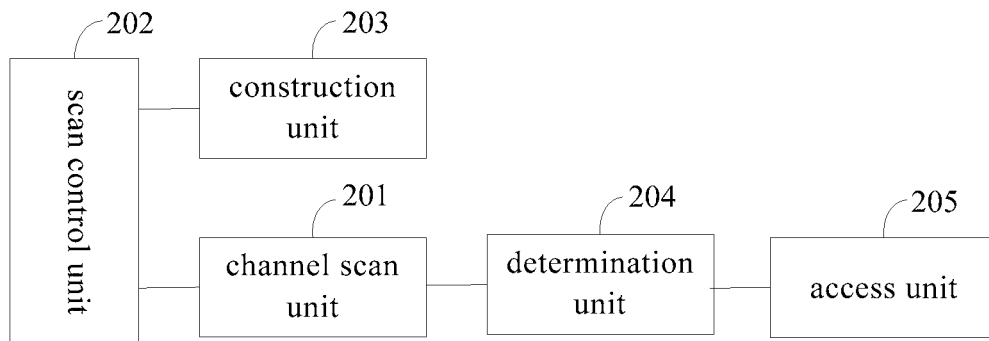 202
203
scan control unit
construction
unit
201
204
205
channel scan
unit
determination
unit
access unit